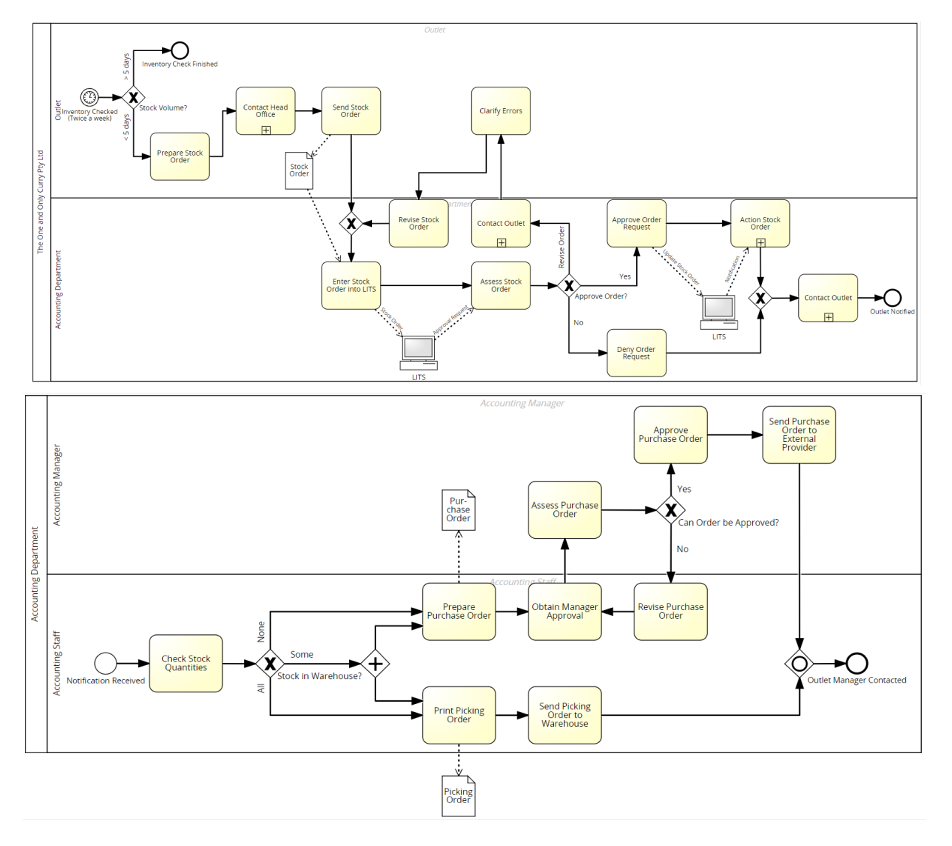 Outlet
The One and Only Curry Pty Ltd
Outlet
> 5 days
Inventory Check Finished
Inventory Checked
(Twice a week)
Stock Volume?
< 5 days
Prepare Stock
Order
Contact Head
Office
Send Stock
Order
Clarify Errors
Stock
Order
Accounting Department
Revise Stock
Order
Contact Outlet
Revise Order
Approve Order
Request
Action Stock
Order
Enter Stock
Order into LITS
Assess Stock
Order
Yes
Approve Order?
Update Stock Order
Notification
Contact Outlet
Outlet Notified
Stock Order
Approval Request
No
LITS
LITS
Deny Order
Request
Accounting Manager
Accounting Department
Accounting Manager
Approve
Purchase Order
Send Purchase
Order to
External
Provider
Pur-
chase
Order
Assess Purchase
Order
Yes
Can Order be Approved?
No
Accounting Staff
Accounting Staff
Prepare
Purchase Order
Obtain Manager
Approval
Revise Purchase
Order
None
Check Stock
Quantities
Some
Notification Received
Stock in Warehouse?
All
Outlet Manager Contacted
Print Picking
Order
Send Picking
Order to
Warehouse
Picking
Order